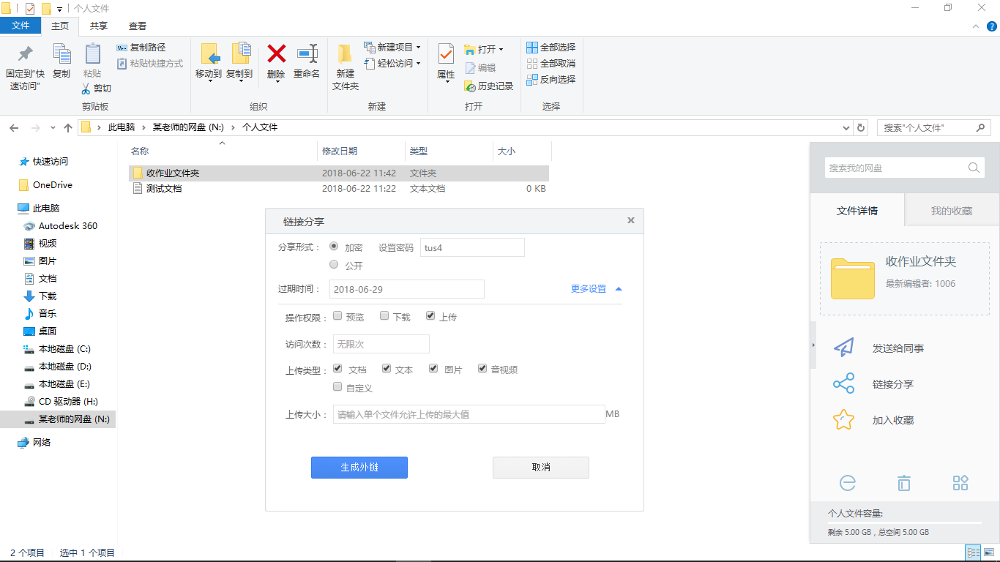 个人文件
文件 主页 共享 查看
固定到"快速访问"
复制
粘贴
复制路径
粘贴快捷方式
剪切
剪贴板
移动到 复制到 删除 重命名
组织
新建文件夹
新建项目
轻松访问
新建
属性
打开
编辑
历史记录
打开
全部选择
全部取消
反向选择
选择
此电脑 › 某老师的网盘 (N:) › 个人文件
搜索"个人文件"
快速访问
OneDrive
此电脑
Autodesk 360
视频
图片
文档
下载
音乐
桌面
本地磁盘 (C:)
本地磁盘 (D:)
本地磁盘 (E:)
CD 驱动器 (H:)
某老师的网盘 (N:)
网络
名称 修改日期 类型 大小
收作业文件夹 2018-06-22 11:42 文件夹
测试文档 2018-06-22 11:22 文本文档 0 KB
链接分享 x
分享形式： 加密 设置密码 tus4
公开
过期时间： 2018-06-29 更多设置
操作权限： 预览 下载 上传
访问次数： 无限次
上传类型： 文档 文本 图片 音视频
自定义
上传大小： 请输入单个文件允许上传的最大值 MB
生成外链 取消
搜索我的网盘
文件详情 我的收藏
收作业文件夹
最新编辑者: 1006
发送给同事
链接分享
加入收藏
个人文件容量:
剩余 5.00 GB，总空间 5.00 GB
2 个项目 选中 1 个项目